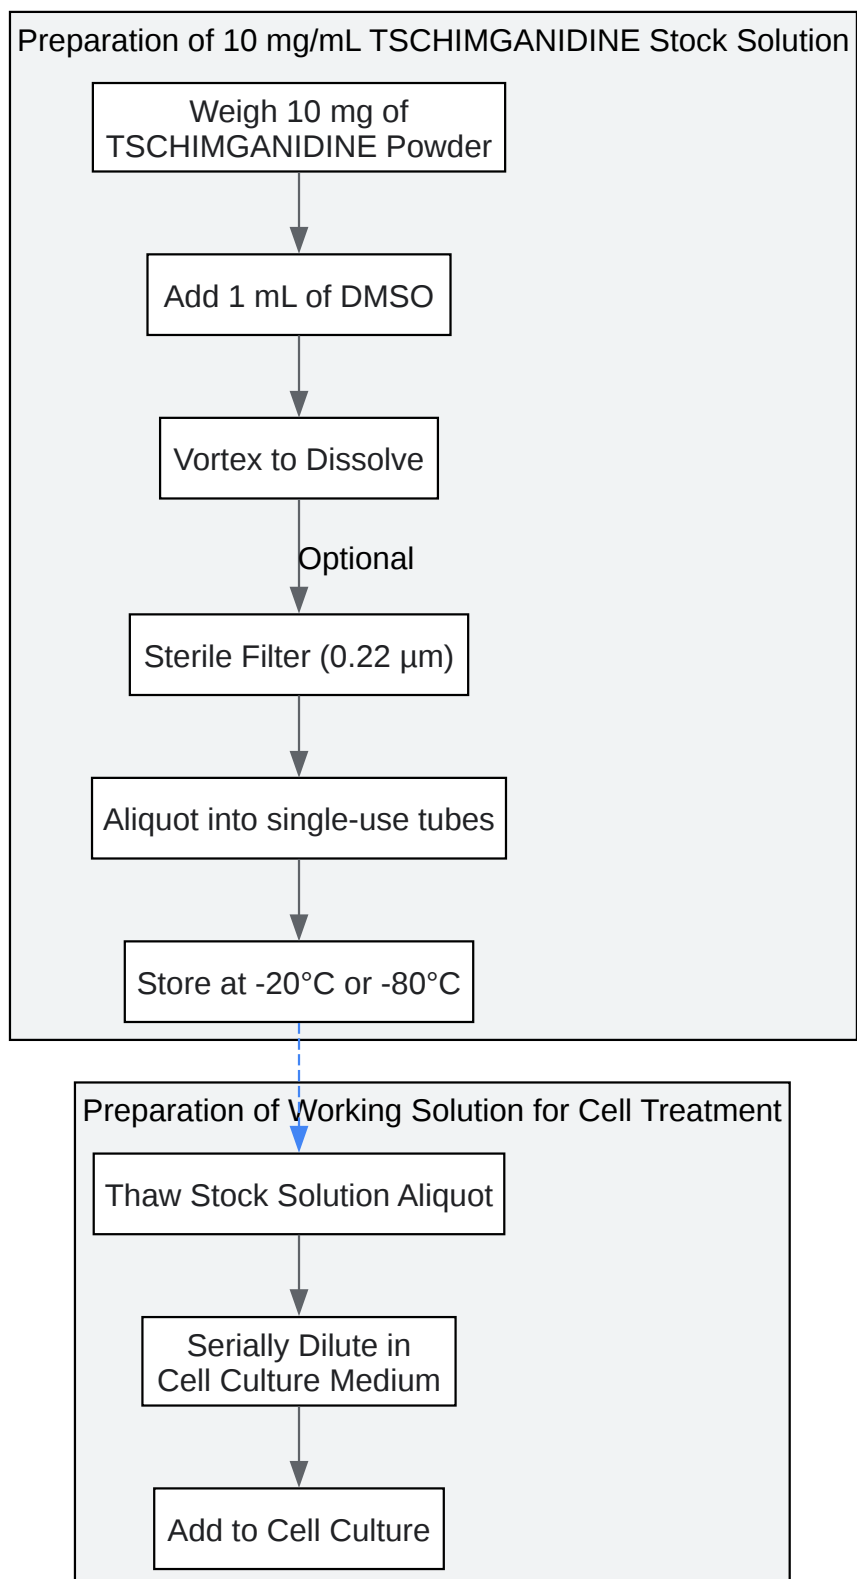 Preparation of 10 mg/mL TSCHIMGANIDINE Stock Solution
Weigh 10 mg of
TSCHIMGANIDINE Powder
Add 1 mL of DMSO
Vortex to Dissolve
Optional
Sterile Filter (0.22 µm)
Aliquot into single-use tubes
Store at -20°C or -80°C
Preparation of Working Solution for Cell Treatment
Thaw Stock Solution Aliquot
Serially Dilute in
Cell Culture Medium
Add to Cell Culture